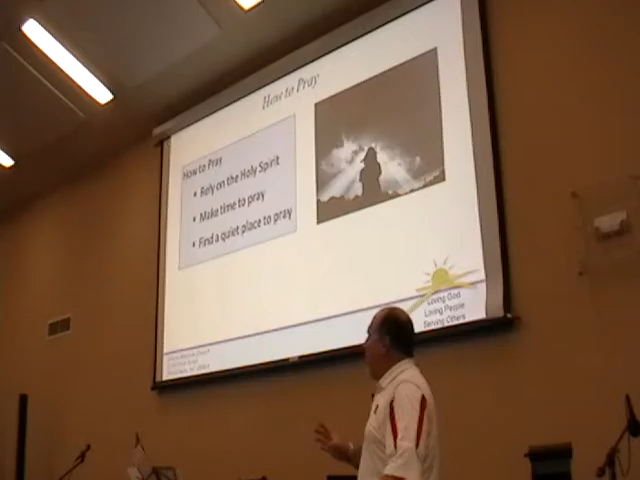 How to Pray
How to Pray
• Rely on the Holy Spirit
• Make time to pray
• Find a quiet place to pray
Loving God
Loving People
Serving Others